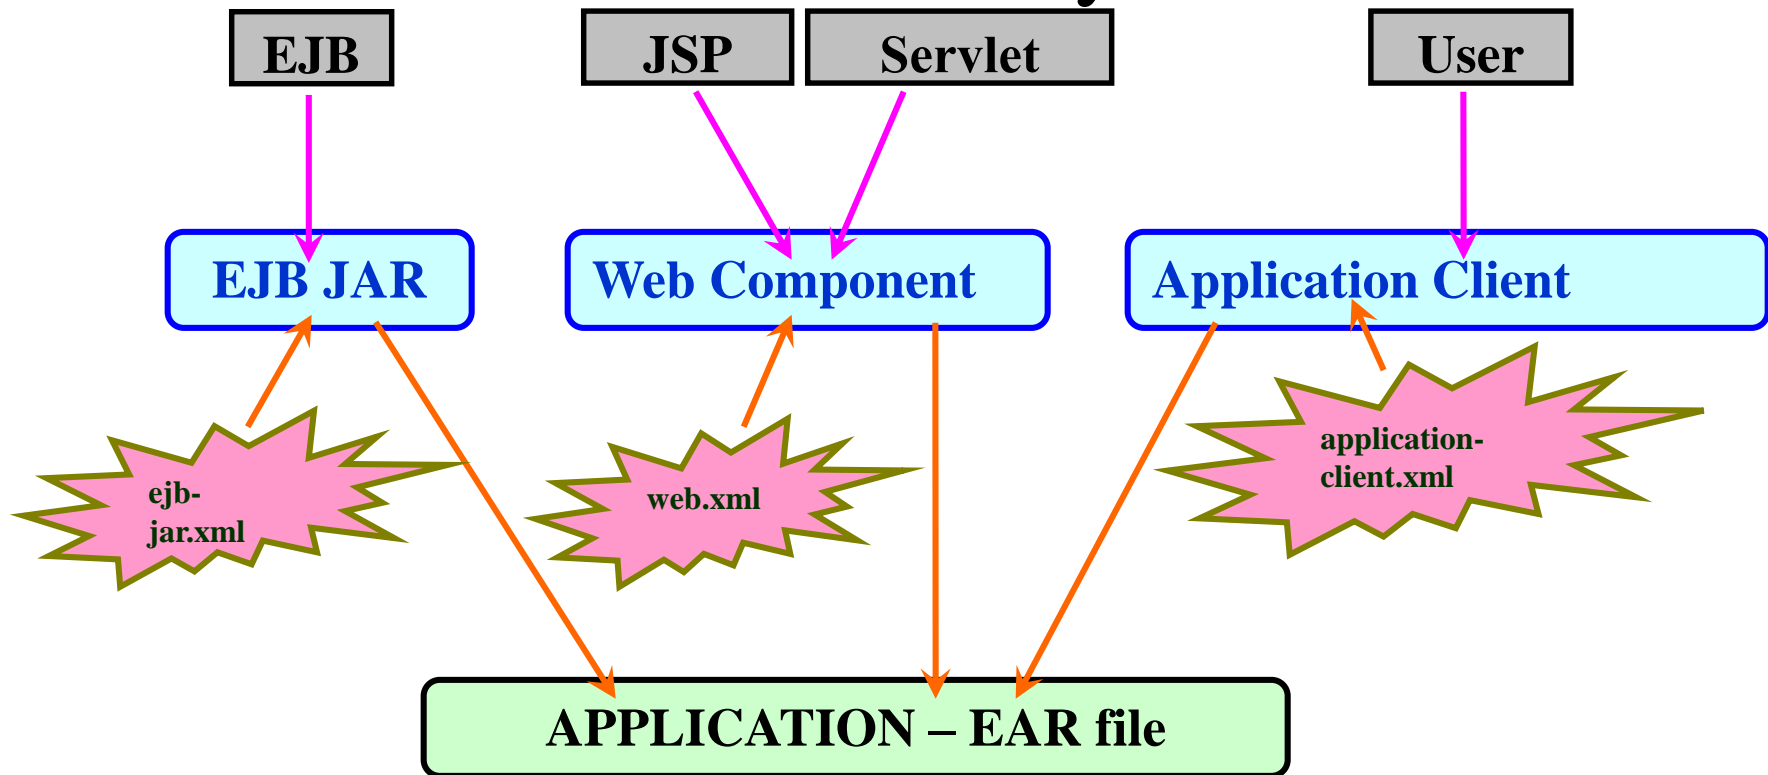 EJB
JSP
Servlet
User
EJB JAR
Web Component
Application Client
ejb-
jar.xml
web.xml
application-
client.xml
APPLICATION – EAR file